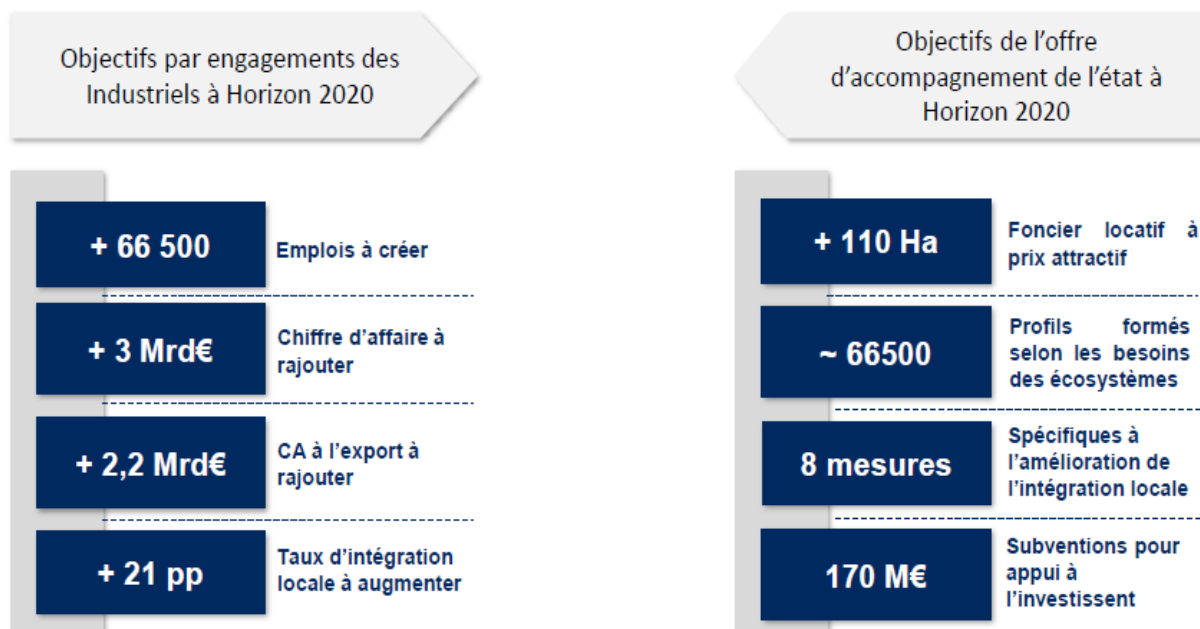 Objectifs par engagements des
Industriels à Horizon 2020
+ 66 500
Emplois à créer
+ 3 Mrd€
Chiffre d'affaire à
rajouter
+ 2,2 Mrd€
CA à l'export à
rajouter
+ 21 pp
Taux d'intégration
locale à augmenter
Objectifs de l'offre
d'accompagnement de l'état à
Horizon 2020
+ 110 Ha
Foncier locatif à
prix attractif
~ 66500
Profils formés
selon les besoins
des écosystèmes
8 mesures
Spécifiques à
l'amélioration de
l'intégration locale
170 M€
Subventions pour
appui à
l'investissent